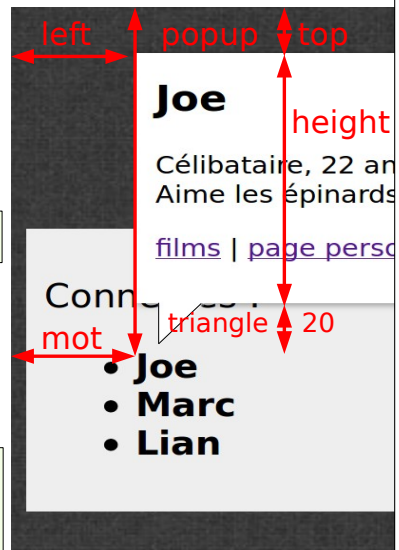 left popup top
Joe
height
Célibataire, 22 an
Aime les épinards
films | page perso
triangle 20
mot
• Joe
• Marc
• Lian